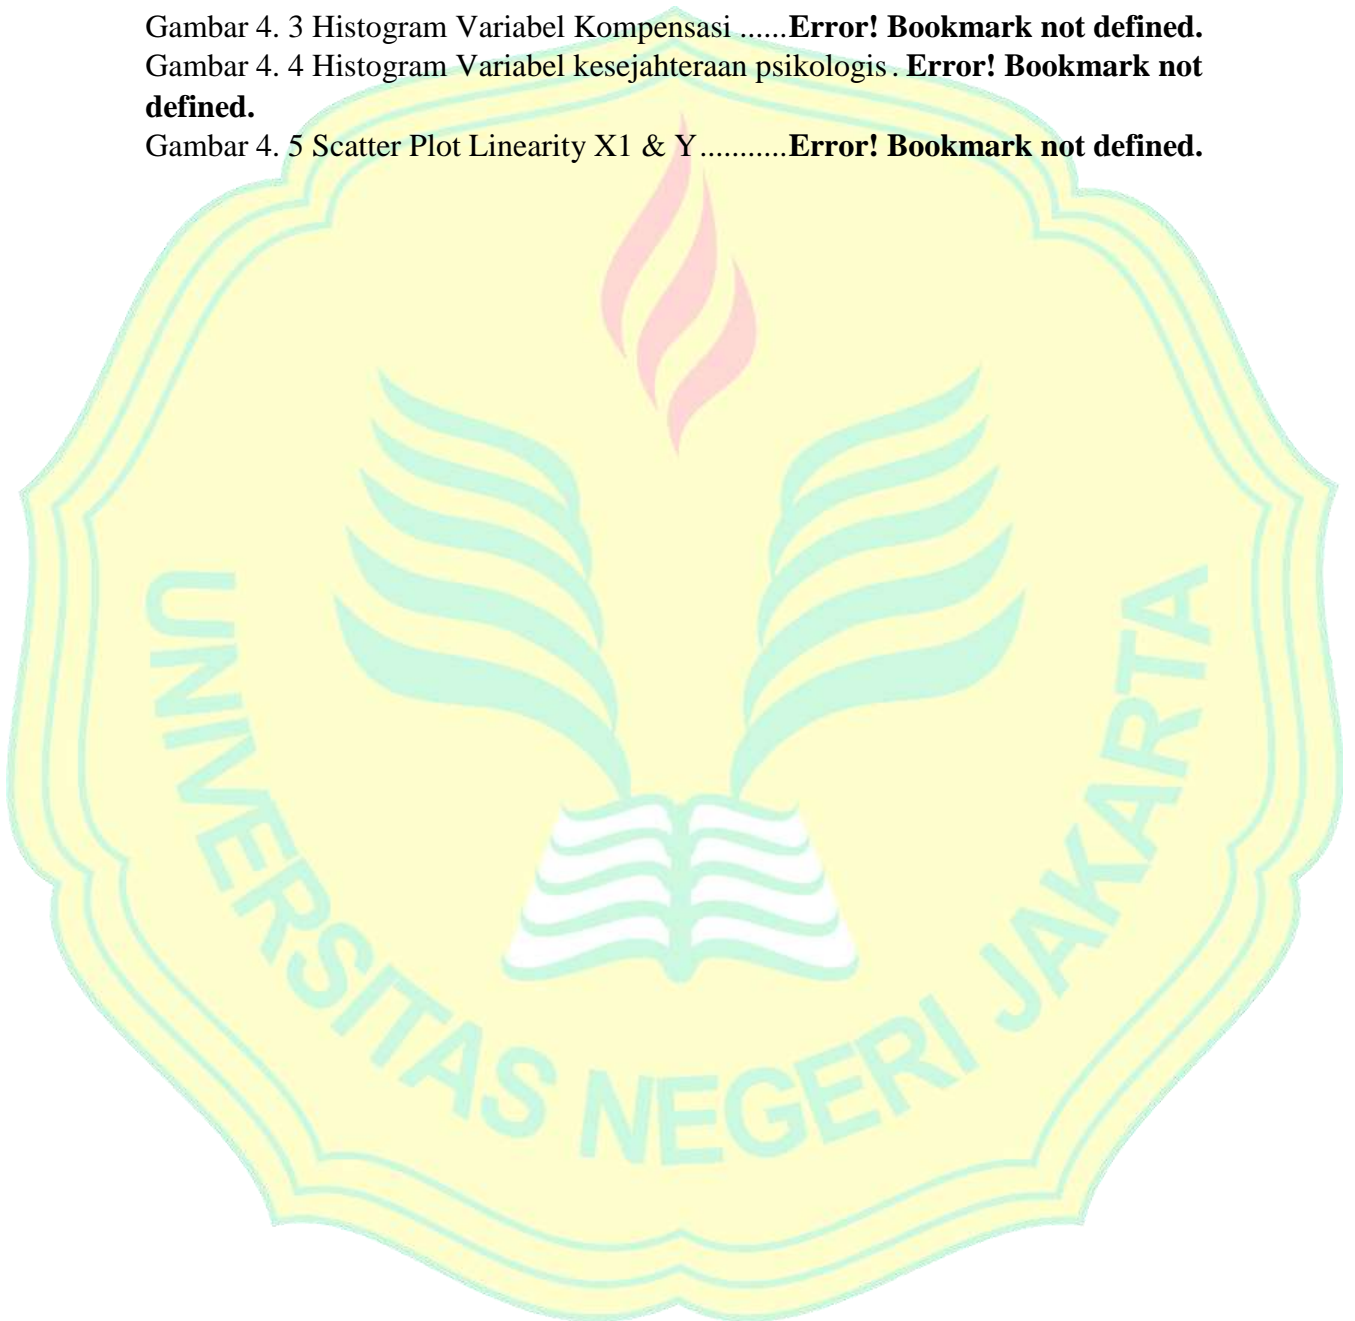 Gambar 4. 3 Histogram Variabel Kompensasi ......Error! Bookmark not defined.
Gambar 4. 4 Histogram Variabel kesejahteraan psikologis . Error! Bookmark not
defined.
Gambar 4. 5 Scatter Plot Linearity X1 & Y...........Error! Bookmark not defined.
UNIVERSITAS NEGERI JAKARTA